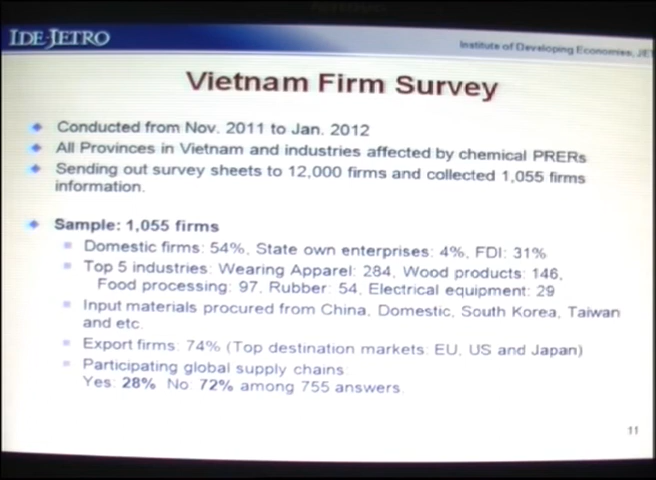 IDE-JETRO
Institute of Developing Economies, JET
Vietnam Firm Survey
Conducted from Nov. 2011 to Jan. 2012
All Provinces in Vietnam and industries affected by chemical PRERs
Sending out survey sheets to 12,000 firms and collected 1,055 firms
information.
Sample: 1,055 firms
Domestic firms: 54%, State own enterprises: 4%, FDI: 31%
Top 5 industries: Wearing Apparel: 284, Wood products: 146,
Food processing: 97, Rubber: 54, Electrical equipment: 29
Input materials procured from China, Domestic, South Korea, Taiwan
and etc.
Export firms: 74% (Top destination markets: EU, US and Japan)
Participating global supply chains:
Yes: 28% No: 72% among 755 answers.
11